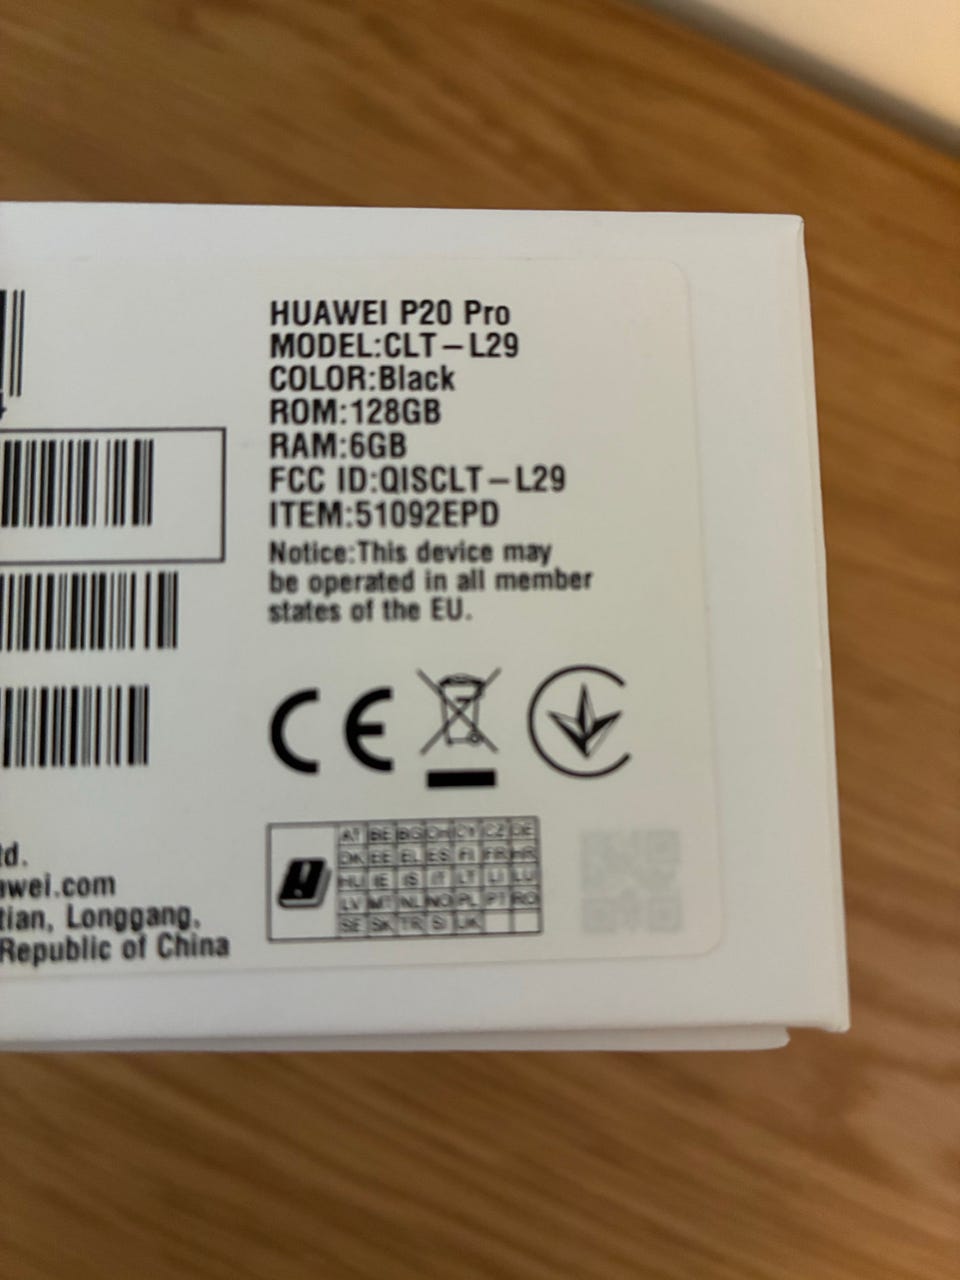 HUAWEI P20 Pro
MODEL:CLT-L29
COLOR:Black
ROM:128GB
RAM:6GB
FCC ID:QISCLT-L29
ITEM:51092EPD
Notice:This device may
be operated in all member
states of the EU.
CE
AT BE BG CH CY CZ DE
DK EE EL ES FI FR HR
HU IE IS IT LT LI LU
LV MT NL NO PL PT RO
SE SK TR SI UK
td.
awei.com
tian, Longgang,
Republic of China